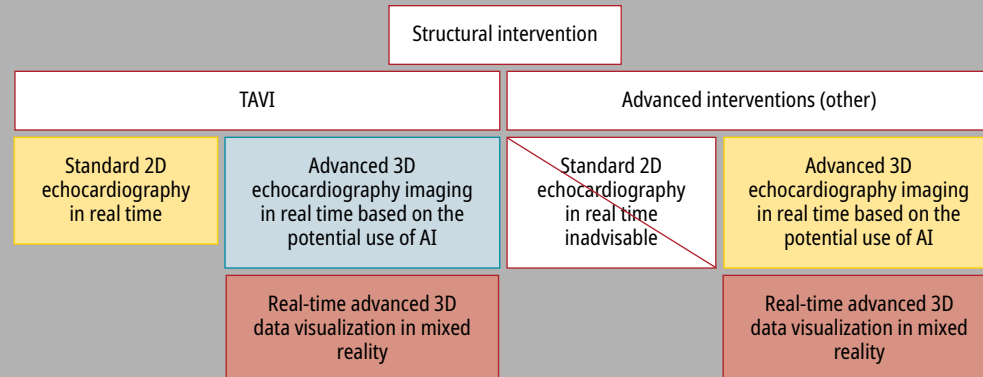 Structural intervention
TAVI
Advanced interventions (other)
Standard 2D
echocardiography
in real time
Advanced 3D
echocardiography imaging
in real time based on the
potential use of AI
Standard 2D
echocardiography
in real time
inadvisable
Advanced 3D
echocardiography imaging
in real time based on the
potential use of AI
Real-time advanced 3D
data visualization in mixed
reality
Real-time advanced 3D
data visualization in mixed
reality